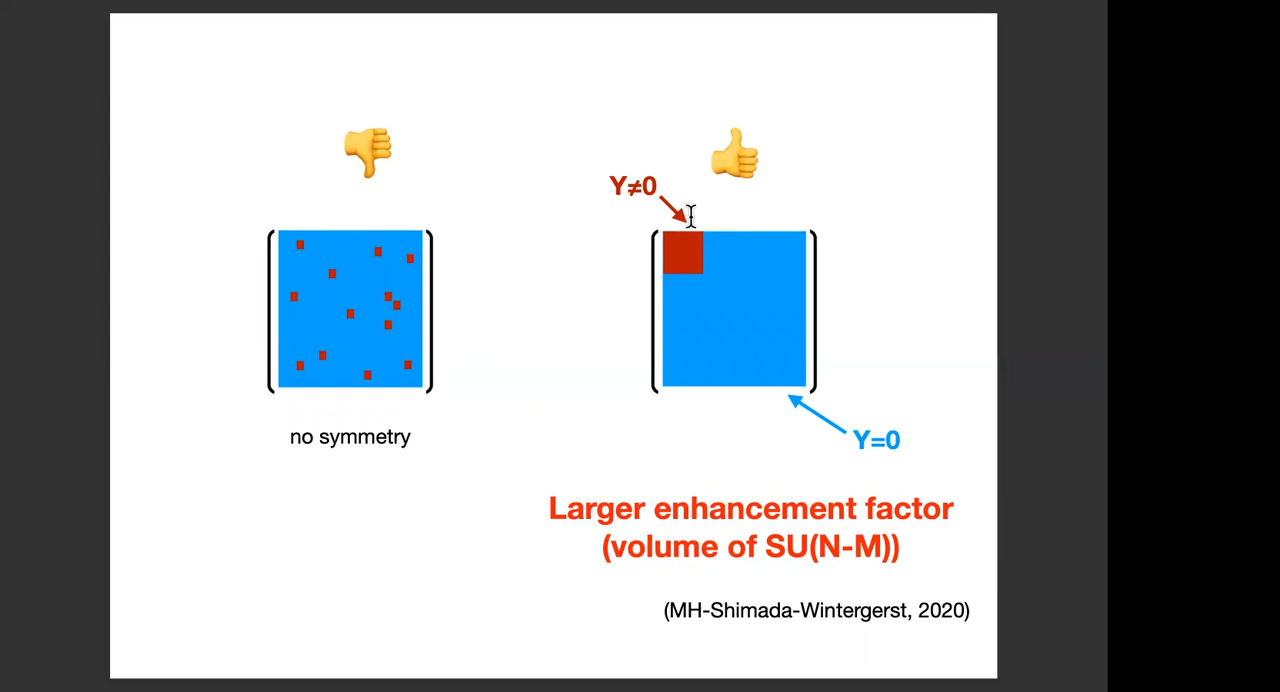 Y≠0
no symmetry
Y=0
Larger enhancement factor
(volume of SU(N-M))
(MH-Shimada-Wintergerst, 2020)